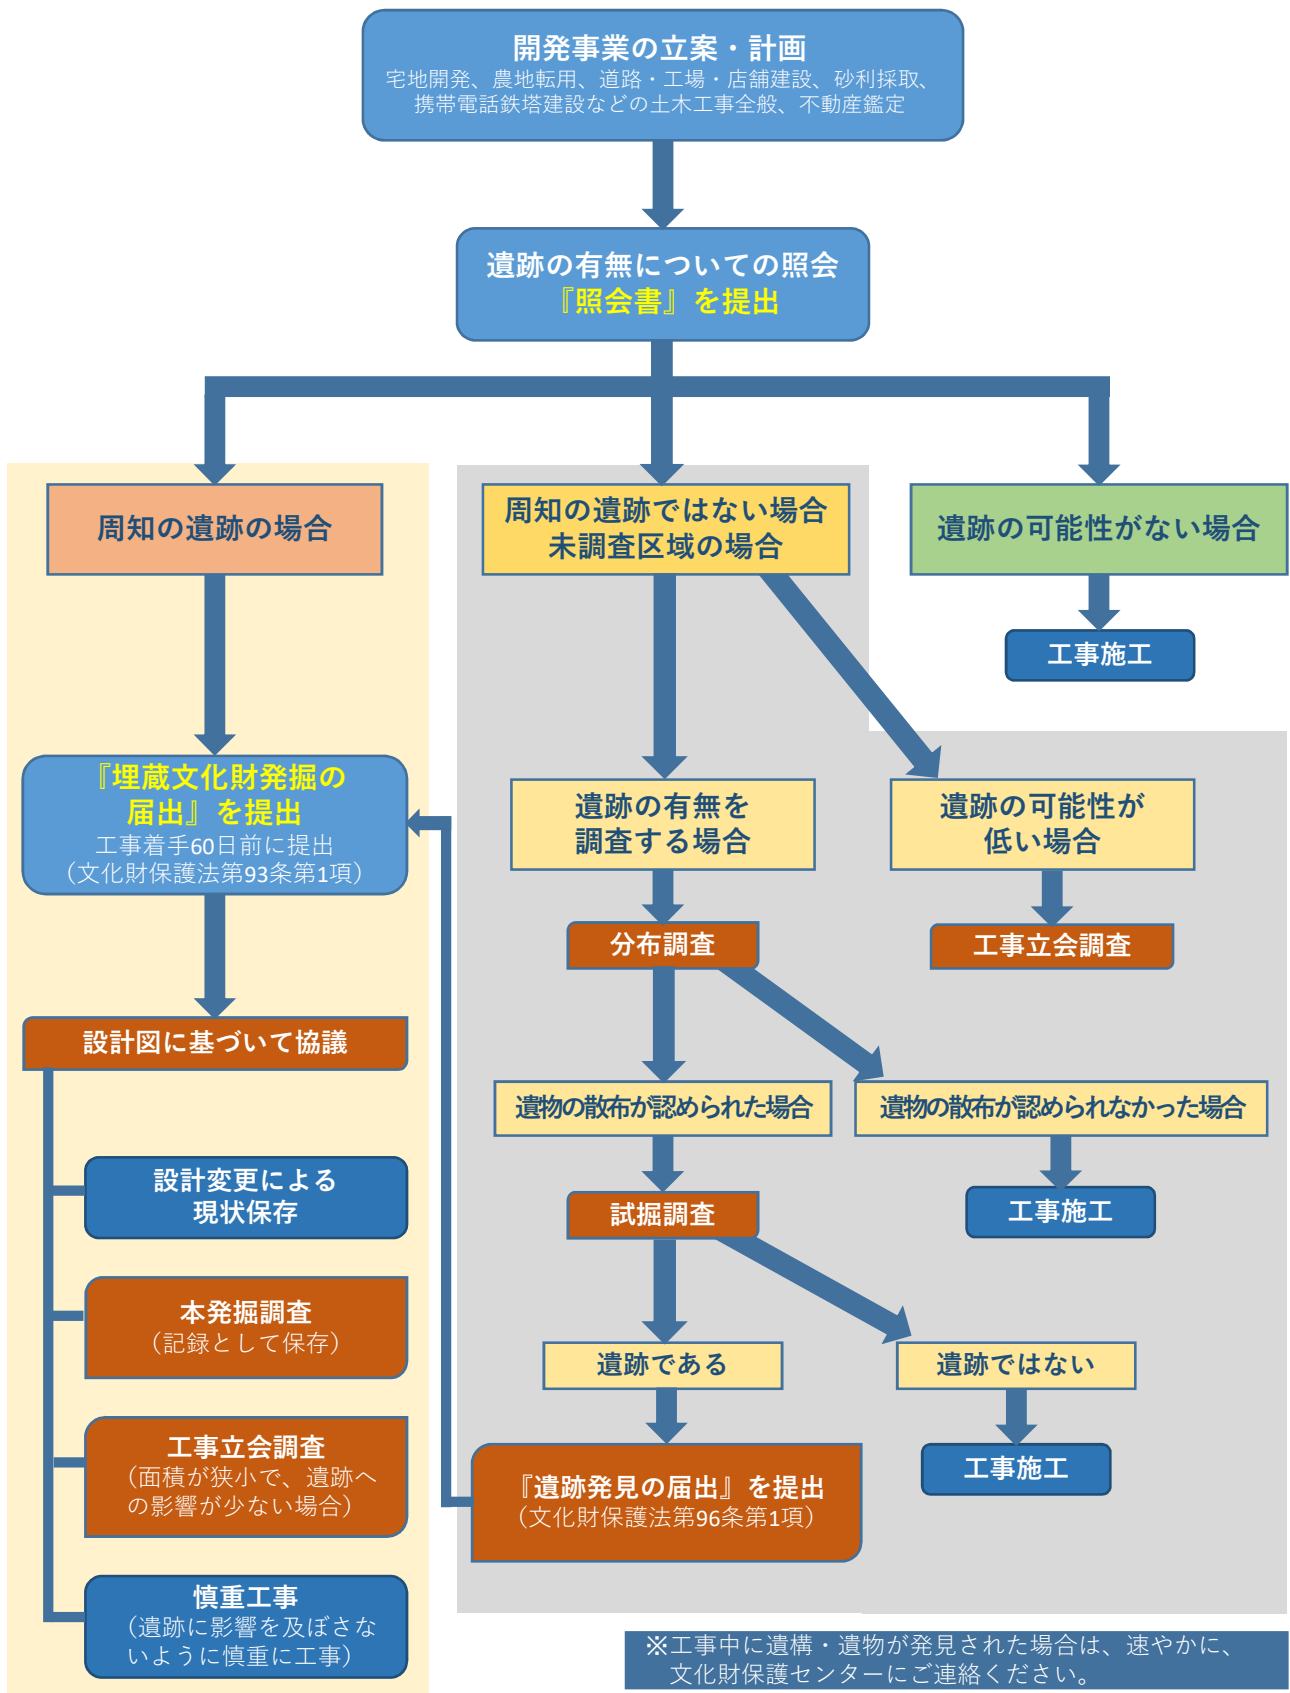 開発事業の立案・計画
宅地開発、農地転用、道路・工場・店舗建設、砂利採取、
携帯電話鉄塔建設などの土木工事全般、不動産鑑定
遺跡の有無についての照会
『照会書』を提出
周知の遺跡の場合
『埋蔵文化財発掘の
届出』を提出
工事着手60日前に提出
（文化財保護法第93条第1項）
設計図に基づいて協議
設計変更による
現状保存
本発掘調査
（記録として保存）
工事立会調査
（面積が狭小で、遺跡へ
の影響が少ない場合）
慎重工事
（遺跡に影響を及ぼさな
いように慎重に工事）
周知の遺跡ではない場合
未調査区域の場合
遺跡の有無を
調査する場合
分布調査
遺物の散布が認められた場合
試掘調査
遺跡である
『遺跡発見の届出』を提出
（文化財保護法第96条第1項）
遺跡の可能性が
低い場合
工事立会調査
遺物の散布が認められなかった場合
工事施工
遺跡ではない
工事施工
遺跡の可能性がない場合
工事施工
※工事中に遺構・遺物が発見された場合は、速やかに、
文化財保護センターにご連絡ください。